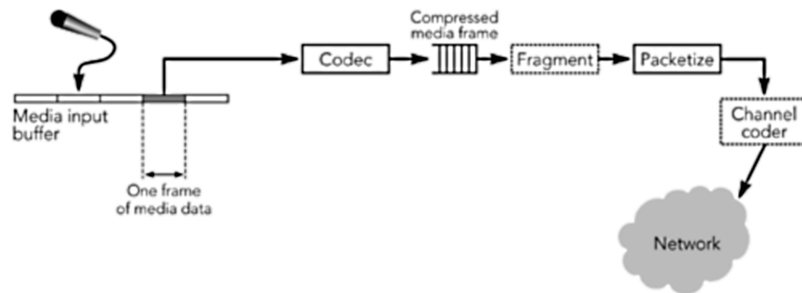 Compressed
media frame
Codec
Fragment
Packetize
Media input
buffer
Channel
coder
One frame
of media data
Network